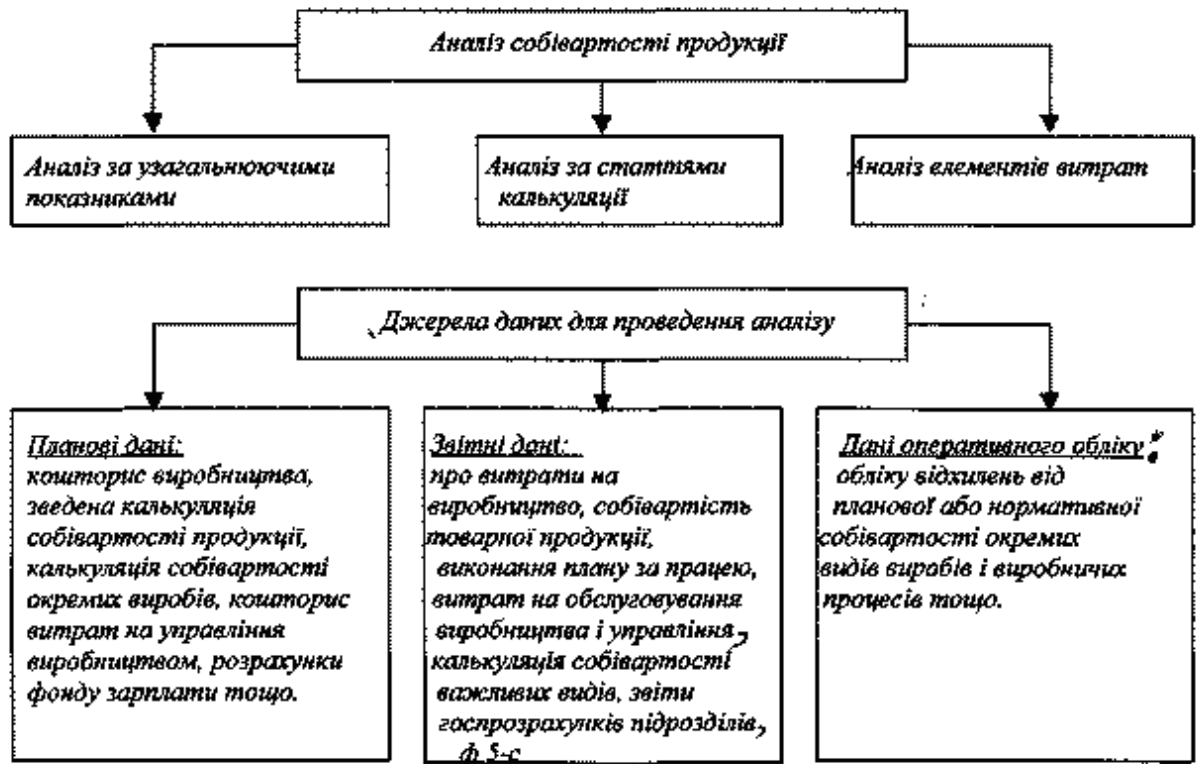 Аналіз собівартості продукції
Аналіз за узагальнюючими
показниками
Аналіз за статтями
калькуляції
Аналіз елементів витрат
Джерела даних для проведення аналізу
Планові дані:
кошторис виробництва,
зведена калькуляція
собівартості продукції,
калькуляція собівартості
окремих виробів, кошторис
витрат на управління
виробництвом, розрахунки
фонду зарплати тощо.
Звітні дані:
про витрати на
виробництво, собівартість
товарної продукції,
виконання плану за працею,
витрат на обслуговування
виробництва і управління,
калькуляція собівартості
важливих видів, звіти
госпрозрахунків підрозділів,
ф 5-с
Дані оперативного обліку:
обліку відхилень від
планової або нормативної
собівартості окремих
видів виробів і виробничих
процесів тощо.